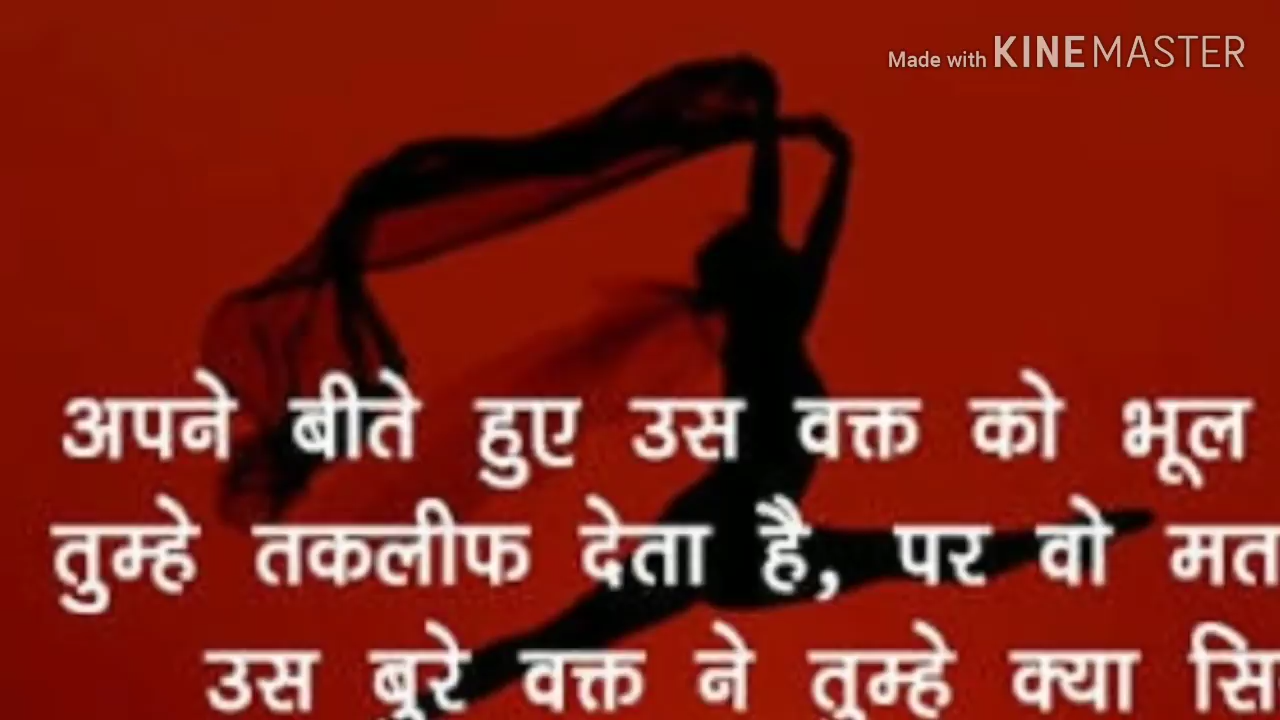 Made with KINEMASTER
अपने बीते हुए उस वक्त को भूल
तुम्हे तकलीफ देता है, पर वो मत
उस बुरे वक्त ने तुम्हे क्या सि